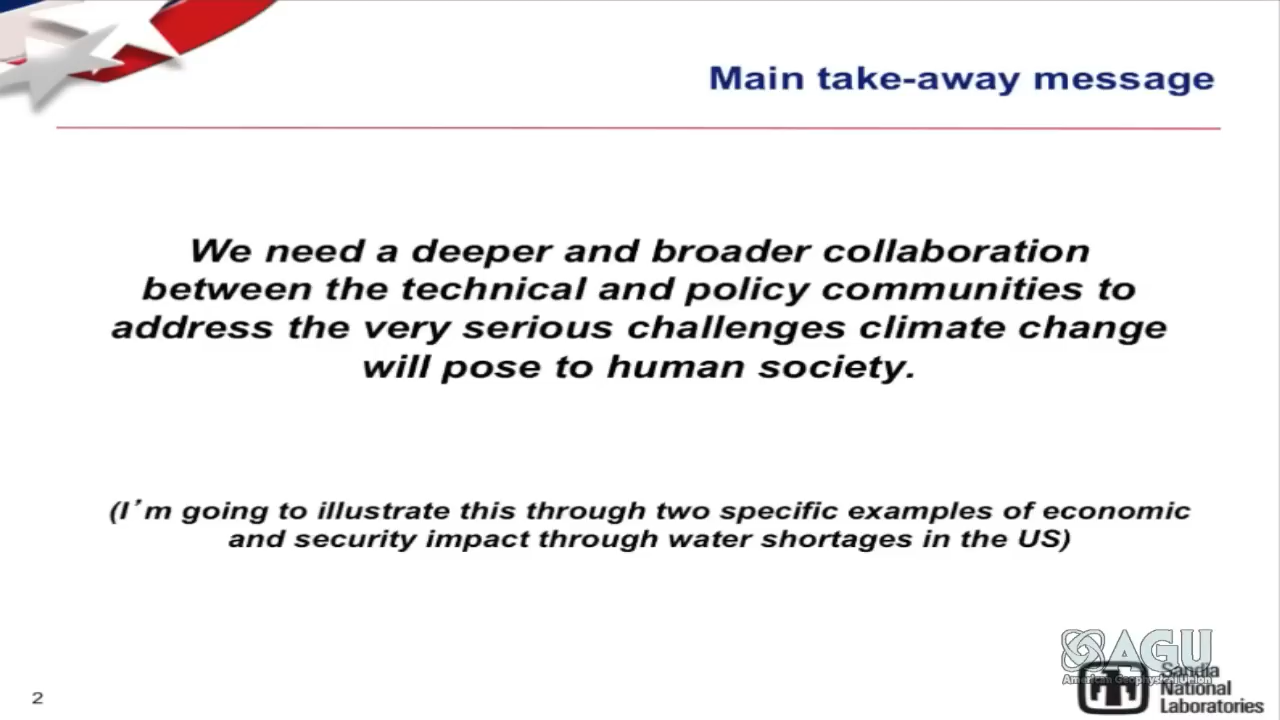 Main take-away message
We need a deeper and broader collaboration
between the technical and policy communities to
address the very serious challenges climate change
will pose to human society.
(I’m going to illustrate this through two specific examples of economic
and security impact through water shortages in the US)
AGU
American Geophysical Union
Sandia
National
Laboratories
2